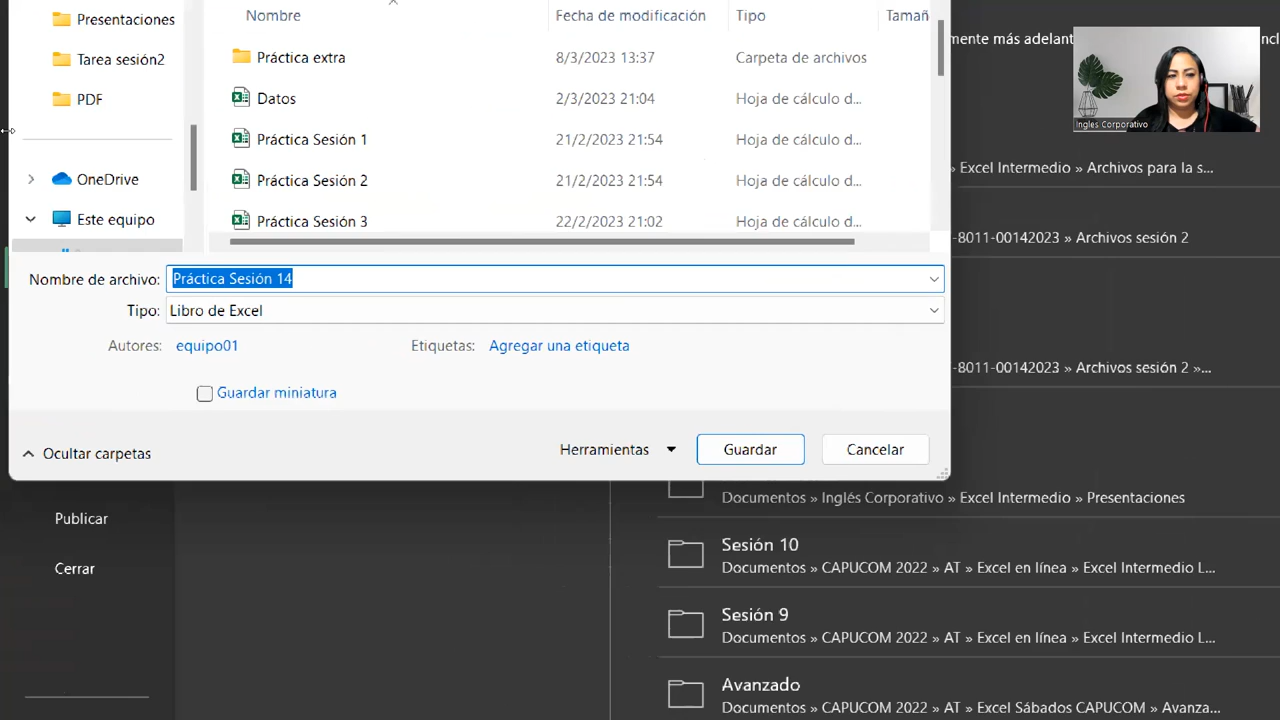 Presentaciones
Tarea sesión2
PDF
OneDrive
Este equipo
Nombre Fecha de modificación Tipo Tamañ
Práctica extra 8/3/2023 13:37 Carpeta de archivos
Datos 2/3/2023 21:04 Hoja de cálculo d...
Práctica Sesión 1 21/2/2023 21:54 Hoja de cálculo d...
Práctica Sesión 2 21/2/2023 21:54 Hoja de cálculo d...
Práctica Sesión 3 22/2/2023 21:02 Hoja de cálculo d...
Nombre de archivo: Práctica Sesión 14
Tipo: Libro de Excel
Autores: equipo01 Etiquetas: Agregar una etiqueta
Guardar miniatura
Ocultar carpetas Herramientas Guardar Cancelar
Publicar
Cerrar
mente más adelant
Ingles Corporativo
» Excel Intermedio » Archivos para la s...
-8011-00142023 » Archivos sesión 2
-8011-00142023 » Archivos sesión 2 »...
Documentos » Inglés Corporativo » Excel Intermedio » Presentaciones
Sesión 10
Documentos » CAPUCOM 2022 » AT » Excel en línea » Excel Intermedio L...
Sesión 9
Documentos » CAPUCOM 2022 » AT » Excel en línea » Excel Intermedio L...
Avanzado
Documentos » CAPUCOM 2022 » AT » Excel Sábados CAPUCOM » Avanza...